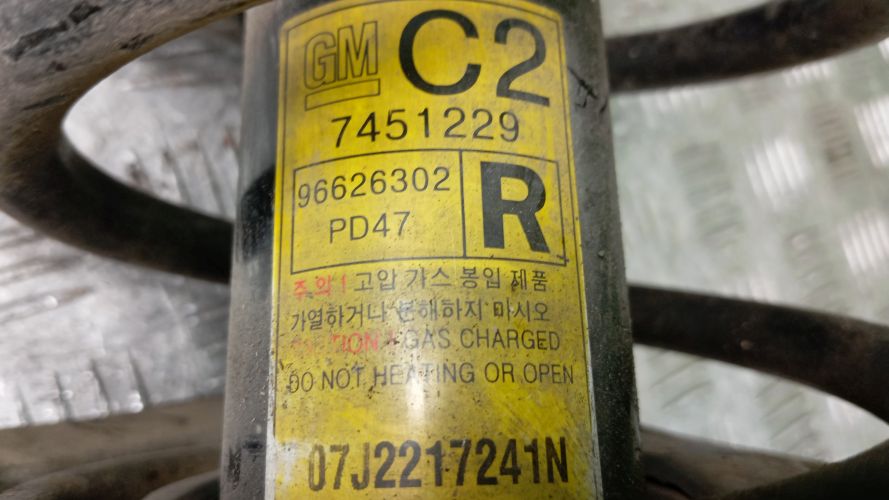 GM C2
7451229
96626302
PD47
R
주의! 고압 가스 봉입 제품
가열하거나 분해하지 마시오
CAUTION : GAS CHARGED
DO NOT HEATING OR OPEN
07J2217241N